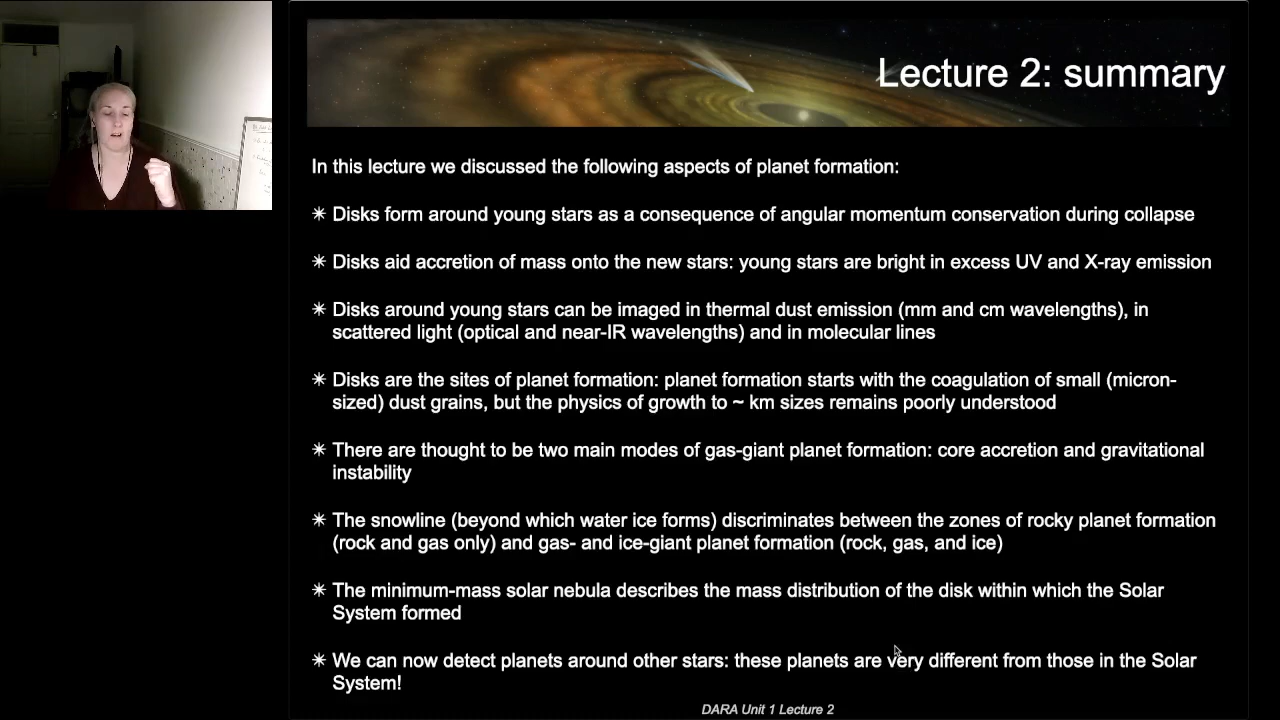 Lecture 2: summary
In this lecture we discussed the following aspects of planet formation:
✴ Disks form around young stars as a consequence of angular momentum conservation during collapse
✴ Disks aid accretion of mass onto the new stars: young stars are bright in excess UV and X-ray emission
✴ Disks around young stars can be imaged in thermal dust emission (mm and cm wavelengths), in
scattered light (optical and near-IR wavelengths) and in molecular lines
✴ Disks are the sites of planet formation: planet formation starts with the coagulation of small (micron-
sized) dust grains, but the physics of growth to ~ km sizes remains poorly understood
✴ There are thought to be two main modes of gas-giant planet formation: core accretion and gravitational
instability
✴ The snowline (beyond which water ice forms) discriminates between the zones of rocky planet formation
(rock and gas only) and gas- and ice-giant planet formation (rock, gas, and ice)
✴ The minimum-mass solar nebula describes the mass distribution of the disk within which the Solar
System formed
✴ We can now detect planets around other stars: these planets are very different from those in the Solar
System!
DARA Unit 1 Lecture 2